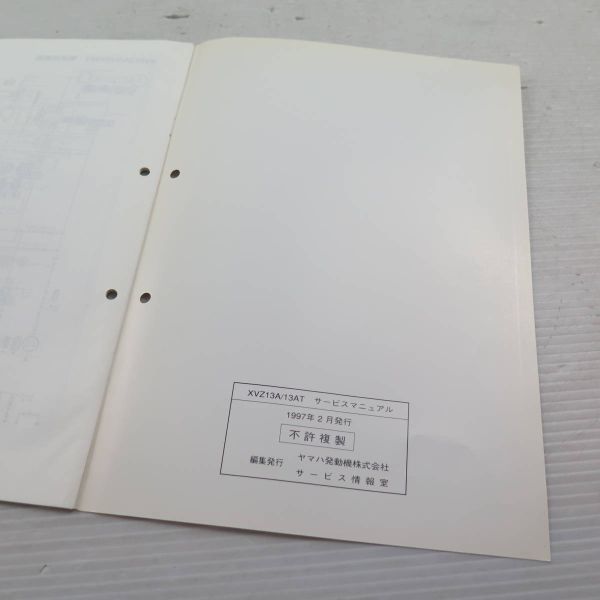 XVZ13A/13AT サービスマニュアル
1997年2月発行
不許複製
編集発行 ヤマハ発動機株式会社
サービス情報室